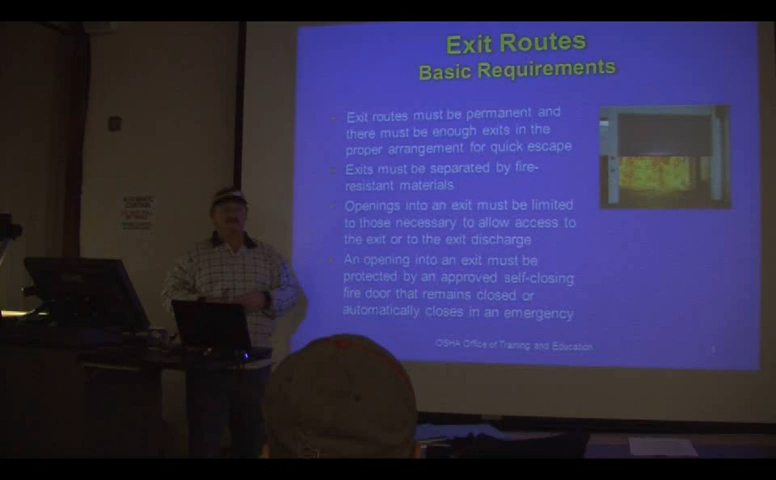 Exit Routes
Basic Requirements
Exit routes must be permanent and
there must be enough exits in the
proper arrangement for quick escape
Exits must be separated by fire-
resistant materials
Openings into an exit must be limited
to those necessary to allow access to
the exit or to the exit discharge
An opening into an exit must be
protected by an approved self-closing
fire door that remains closed or
automatically closes in an emergency
OSHA Office of Training and Education